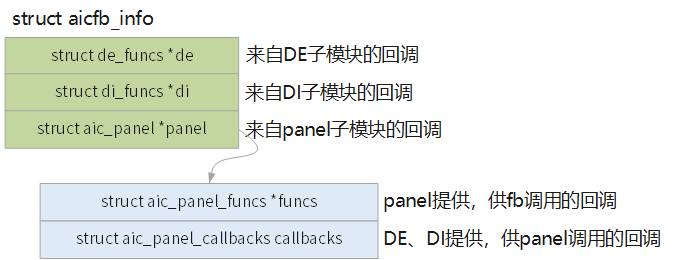 struct aicfb_info
struct de_funcs *de 来自DE子模块的回调
struct di_funcs *di 来自DI子模块的回调
struct aic_panel *panel 来自panel子模块的回调
struct aic_panel_funcs *funcs panel提供，供fb调用的回调
struct aic_panel_callbacks callbacks DE、DI提供，供panel调用的回调